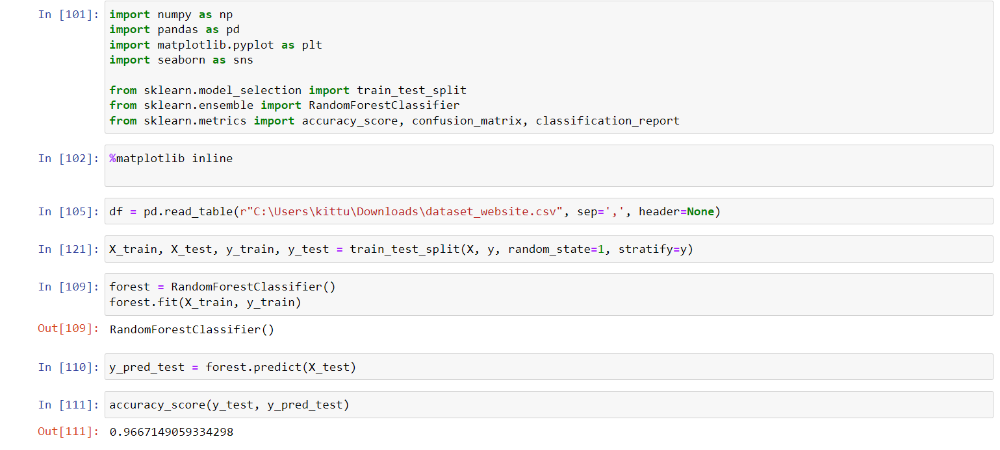 In [101]: import numpy as np
import pandas as pd
import matplotlib.pyplot as plt
import seaborn as sns
from sklearn.model_selection import train_test_split
from sklearn.ensemble import RandomForestClassifier
from sklearn.metrics import accuracy_score, confusion_matrix, classification_report
In [102]: %matplotlib inline
In [105]: df = pd.read_table(r"C:\Users\kittu\Downloads\dataset_website.csv", sep=',', header=None)
In [121]: X_train, X_test, y_train, y_test = train_test_split(X, y, random_state=1, stratify=y)
In [109]: forest = RandomForestClassifier()
forest.fit(X_train, y_train)
Out[109]: RandomForestClassifier()
In [110]: y_pred_test = forest.predict(X_test)
In [111]: accuracy_score(y_test, y_pred_test)
Out[111]: 0.9667149059334298